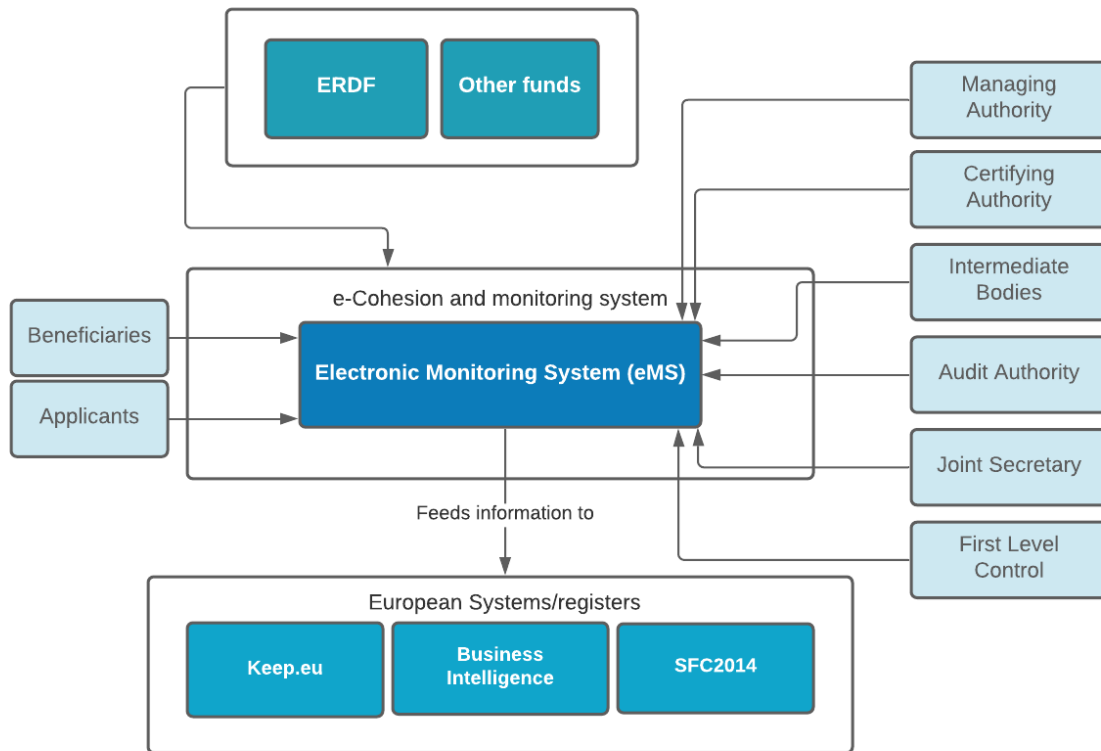 ERDF
Other funds
Managing
Authority
Certifying
Authority
Intermediate
Bodies
Audit Authority
Joint Secretary
First Level
Control
e-Cohesion and monitoring system
Electronic Monitoring System (eMS)
Beneficiaries
Applicants
Feeds information to
European Systems/registers
Keep.eu
Business
Intelligence
SFC2014